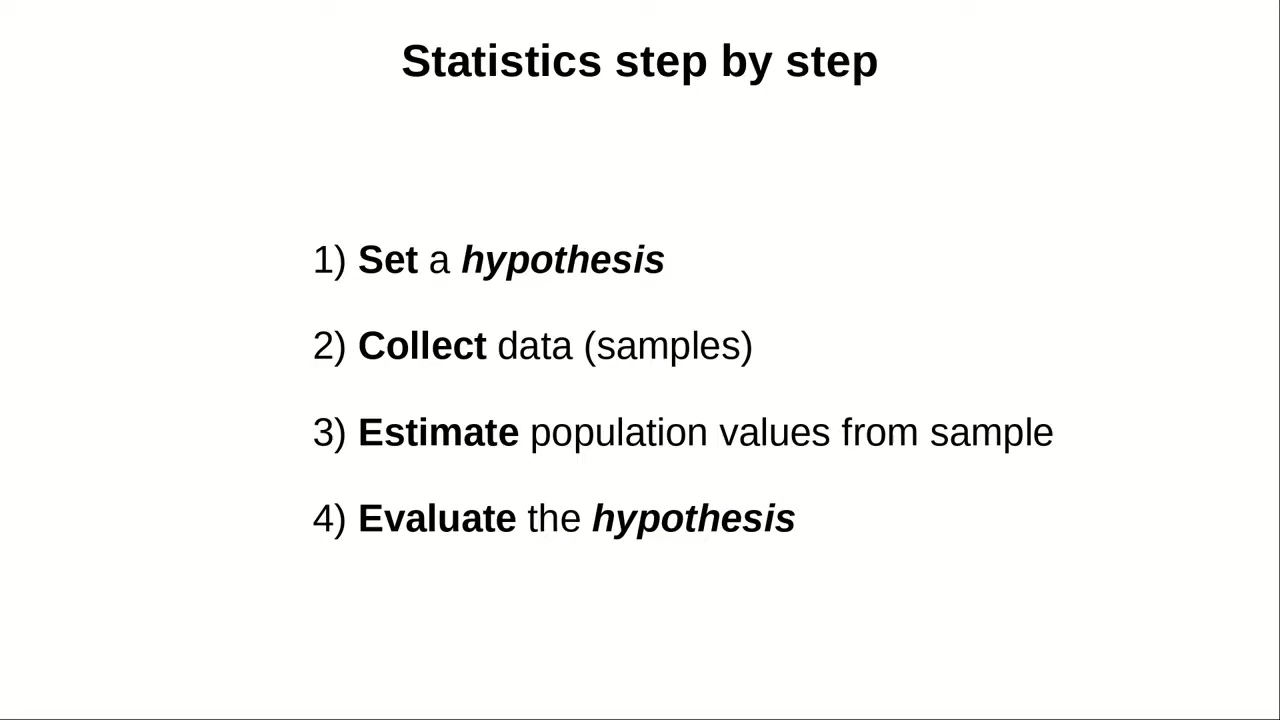 Statistics step by step
1) Set a hypothesis
2) Collect data (samples)
3) Estimate population values from sample
4) Evaluate the hypothesis